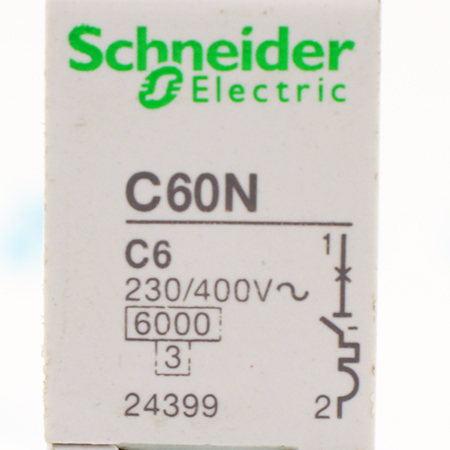 Schneider
Electric
C60N
C6
1
230/400V~
6000
3
24399
2